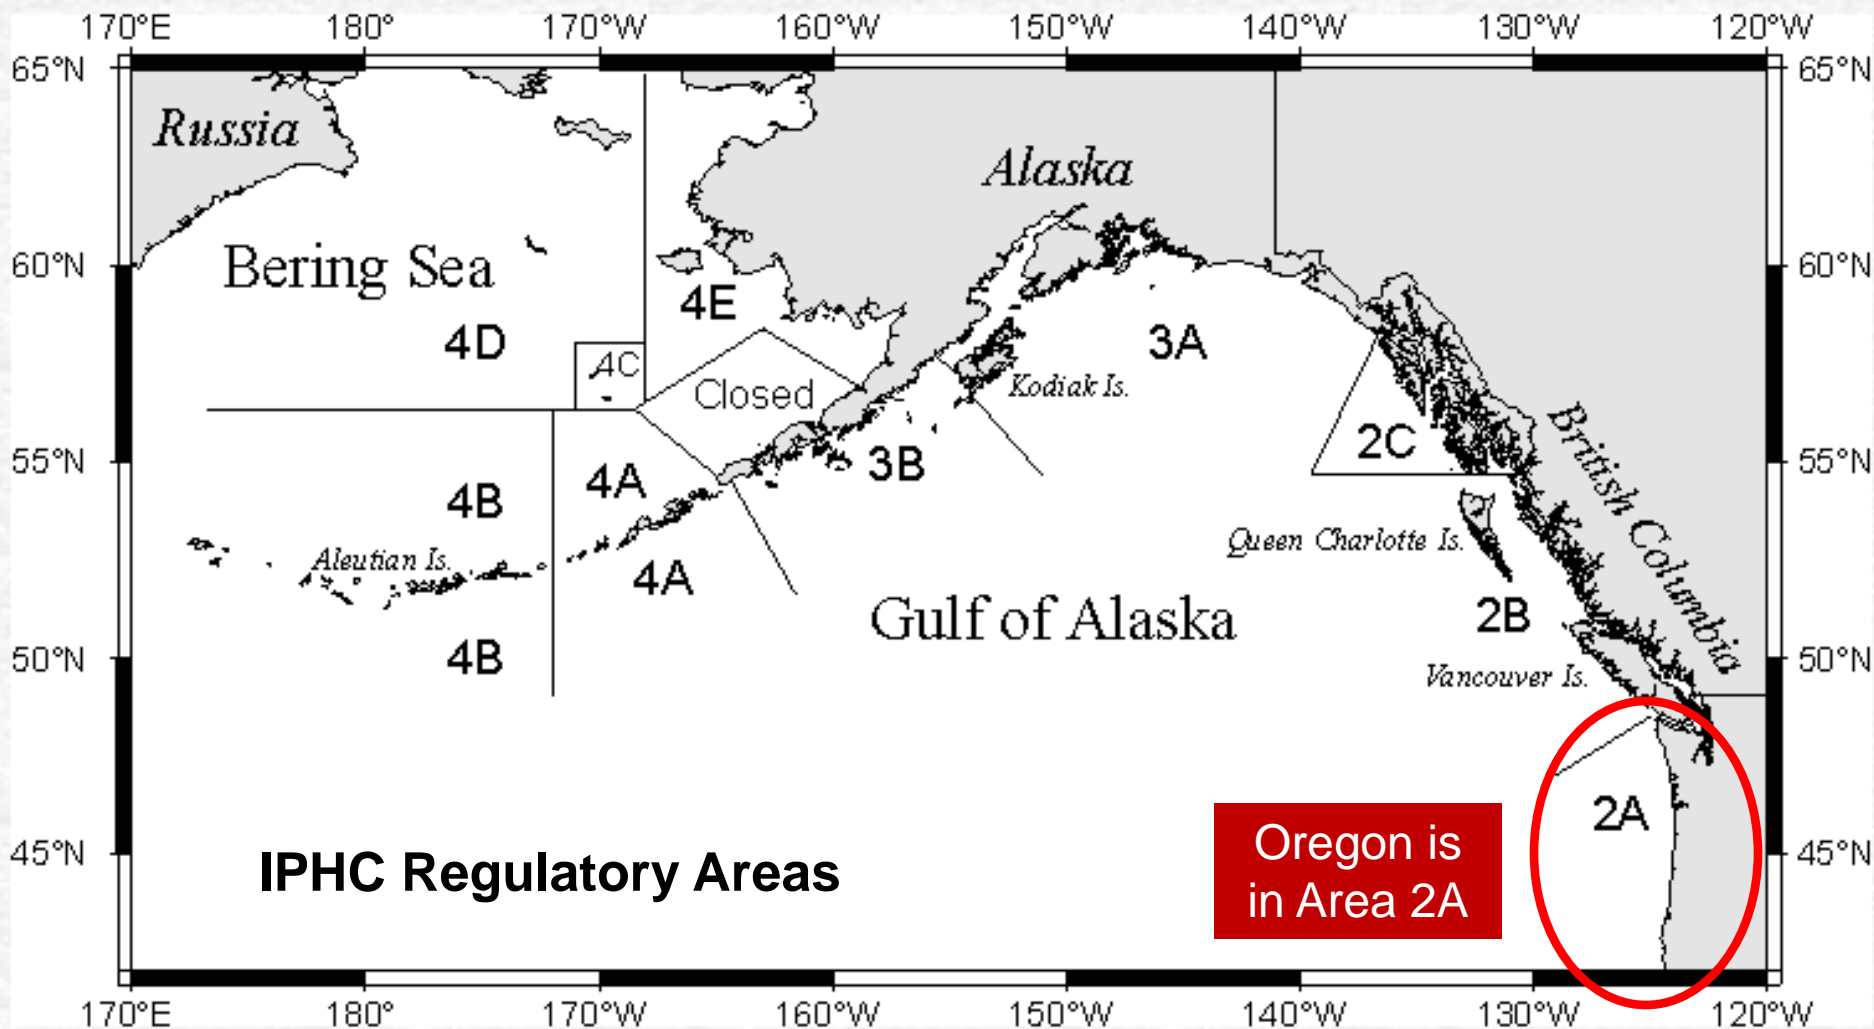 170°E 180° 170°W 160°W 150°W 140°W 130°W 120°W
65°N 65°N
Russia
Alaska
60°N 60°N
Bering Sea
4E
4D
3A
4C
Closed
Kodiak Is.
British Columbia
2C
55°N 55°N
3B
4A
4B
Queen Charlotte Is.
Aleutian Is.
4A
Gulf of Alaska
2B
50°N 50°N
4B
Vancouver Is.
2A
45°N 45°N
IPHC Regulatory Areas
Oregon is
in Area 2A
170°E 180° 170°W 160°W 150°W 140°W 130°W 120°W